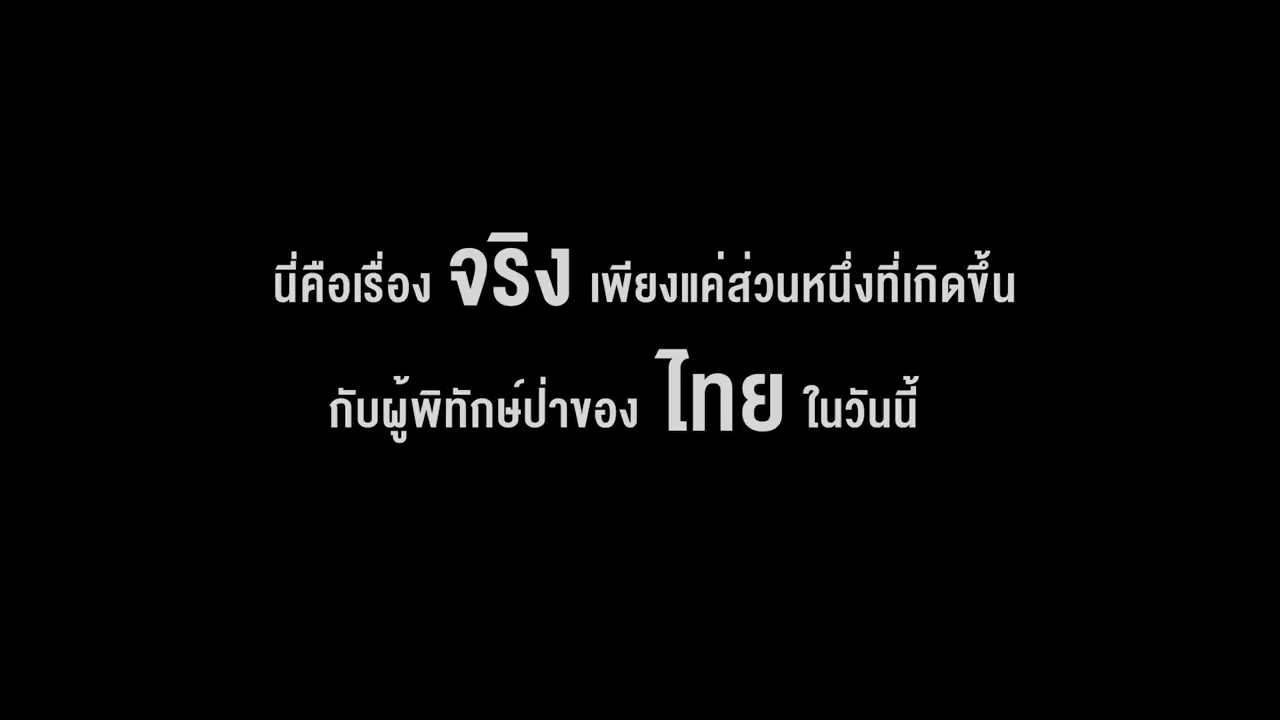 นี่คือเรื่อง จริง เพียงแค่ส่วนหนึ่งที่เกิดขึ้น
กับผู้พิทักษ์ป่าของ ไทย ในวันนี้